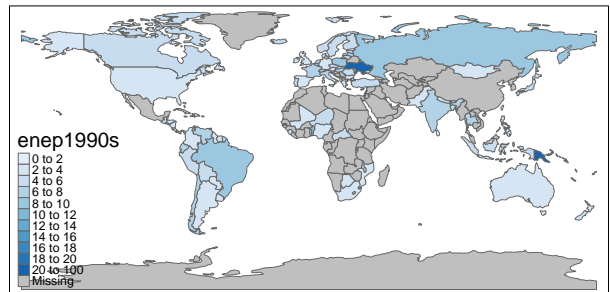 enep1990s
0 to 2
2 to 4
4 to 6
6 to 8
8 to 10
10 to 12
12 to 14
14 to 16
16 to 18
18 to 20
20 to 100
Missing